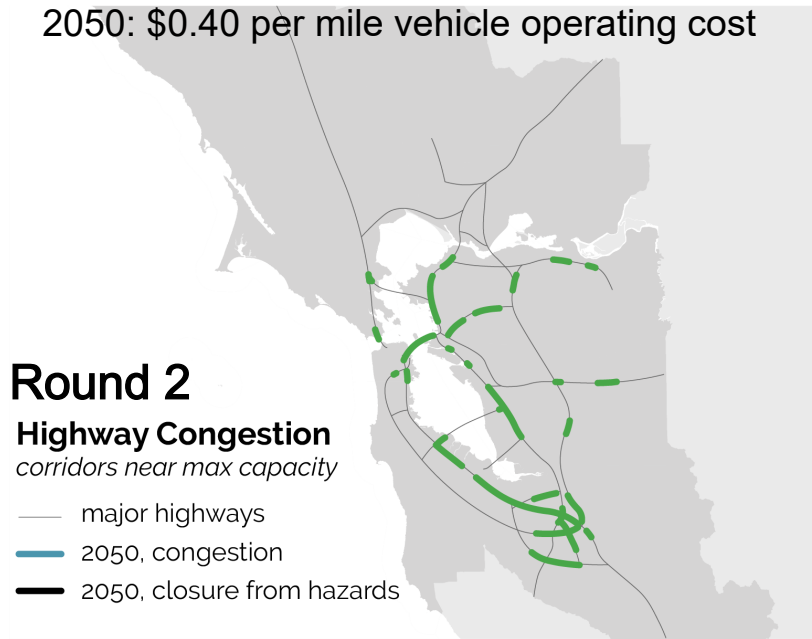 2050: $0.40 per mile vehicle operating cost
Round 2
Highway Congestion
corridors near max capacity
major highways
2050, congestion
2050, closure from hazards